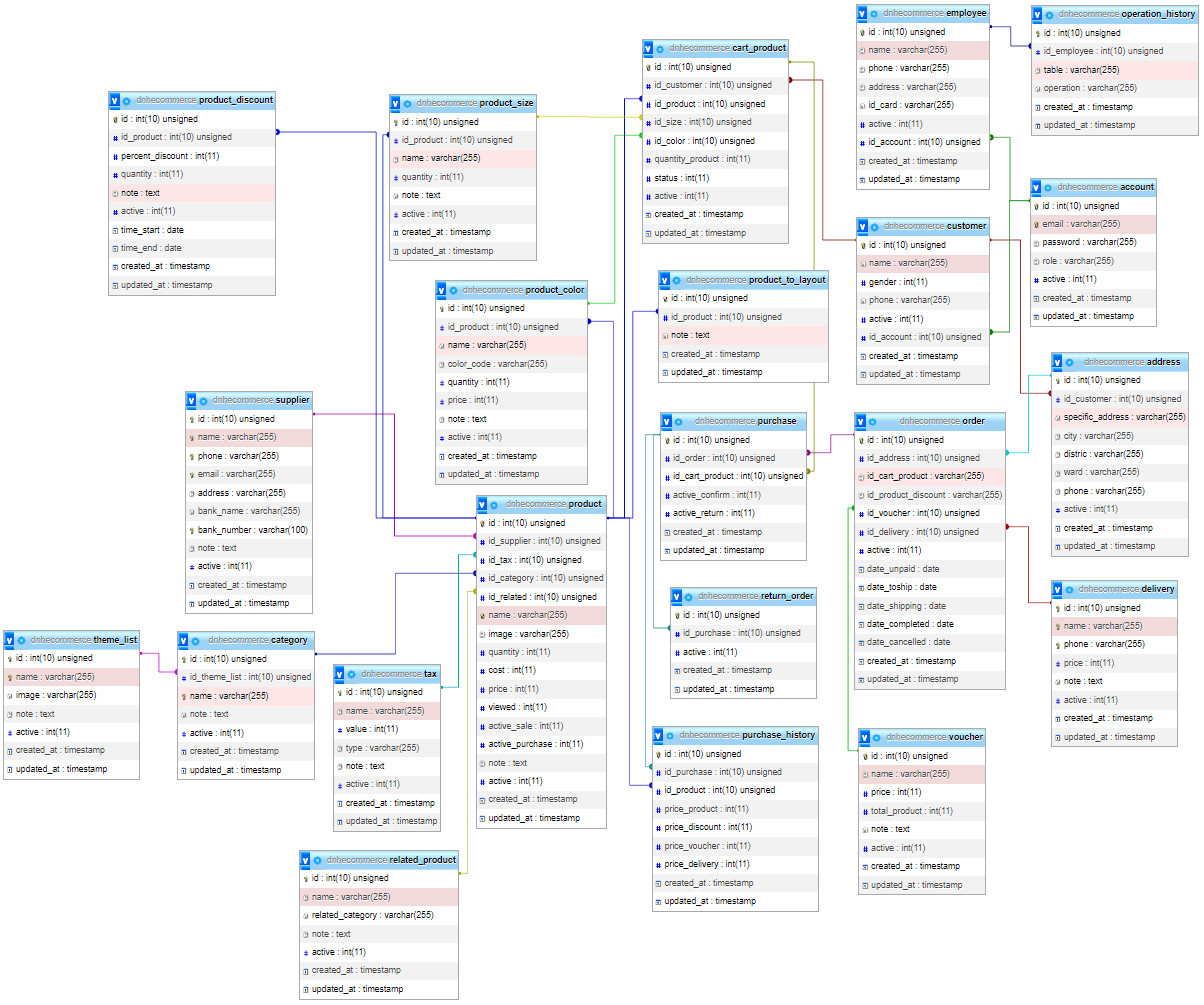 dnhecommerce product_discount
id : int(10) unsigned
id_product : int(10) unsigned
percent_discount : int(11)
quantity : int(11)
note : text
active : int(11)
time_start : date
time_end : date
created_at : timestamp
updated_at : timestamp
dnhecommerce product_size
id : int(10) unsigned
id_product : int(10) unsigned
name : varchar(255)
quantity : int(11)
note : text
active : int(11)
created_at : timestamp
updated_at : timestamp
dnhecommerce cart_product
id : int(10) unsigned
id_customer : int(10) unsigned
id_product : int(10) unsigned
id_size : int(10) unsigned
id_color : int(10) unsigned
quantity_product : int(11)
status : int(11)
active : int(11)
created_at : timestamp
updated_at : timestamp
dnhecommerce employee
id : int(10) unsigned
name : varchar(255)
phone : varchar(255)
address : varchar(255)
id_card : varchar(255)
active : int(11)
id_account : int(10) unsigned
created_at : timestamp
updated_at : timestamp
dnhecommerce operation_history
id : int(10) unsigned
id_employee : int(10) unsigned
table : varchar(255)
operation : varchar(255)
created_at : timestamp
updated_at : timestamp
dnhecommerce account
id : int(10) unsigned
email : varchar(255)
password : varchar(255)
role : varchar(255)
active : int(11)
created_at : timestamp
updated_at : timestamp
dnhecommerce customer
id : int(10) unsigned
name : varchar(255)
gender : int(11)
phone : varchar(255)
active : int(11)
id_account : int(10) unsigned
created_at : timestamp
updated_at : timestamp
dnhecommerce product_color
id : int(10) unsigned
id_product : int(10) unsigned
name : varchar(255)
color_code : varchar(255)
quantity : int(11)
price : int(11)
note : text
active : int(11)
created_at : timestamp
updated_at : timestamp
dnhecommerce product_to_layout
id : int(10) unsigned
id_product : int(10) unsigned
note : text
created_at : timestamp
updated_at : timestamp
dnhecommerce address
id : int(10) unsigned
id_customer : int(10) unsigned
specific_address : varchar(255)
city : varchar(255)
distric : varchar(255)
ward : varchar(255)
phone : varchar(255)
active : int(11)
created_at : timestamp
updated_at : timestamp
dnhecommerce supplier
id : int(10) unsigned
name : varchar(255)
phone : varchar(255)
email : varchar(255)
address : varchar(255)
bank_name : varchar(255)
bank_number : varchar(100)
note : text
active : int(11)
created_at : timestamp
updated_at : timestamp
dnhecommerce purchase
id : int(10) unsigned
id_order : int(10) unsigned
id_cart_product : int(10) unsigned
active_confirm : int(11)
active_return : int(11)
created_at : timestamp
updated_at : timestamp
dnhecommerce order
id : int(10) unsigned
id_address : int(10) unsigned
id_cart_product : varchar(255)
id_product_discount : varchar(255)
id_voucher : int(10) unsigned
id_delivery : int(10) unsigned
active : int(11)
date_unpaid : date
date_toship : date
date_shipping : date
date_completed : date
date_cancelled : date
created_at : timestamp
updated_at : timestamp
dnhecommerce product
id : int(10) unsigned
id_supplier : int(10) unsigned
id_tax : int(10) unsigned
id_category : int(10) unsigned
id_related : int(10) unsigned
name : varchar(255)
image : varchar(255)
quantity : int(11)
cost : int(11)
price : int(11)
viewed : int(11)
active_sale : int(11)
active_purchase : int(11)
note : text
active : int(11)
created_at : timestamp
updated_at : timestamp
dnhecommerce return_order
id : int(10) unsigned
id_purchase : int(10) unsigned
active : int(11)
created_at : timestamp
updated_at : timestamp
dnhecommerce delivery
id : int(10) unsigned
name : varchar(255)
phone : varchar(255)
price : int(11)
note : text
active : int(11)
created_at : timestamp
updated_at : timestamp
dnhecommerce theme_list
id : int(10) unsigned
name : varchar(255)
image : varchar(255)
note : text
active : int(11)
created_at : timestamp
updated_at : timestamp
dnhecommerce category
id : int(10) unsigned
id_theme_list : int(10) unsigned
name : varchar(255)
note : text
active : int(11)
created_at : timestamp
updated_at : timestamp
dnhecommerce tax
id : int(10) unsigned
name : varchar(255)
value : int(11)
type : varchar(255)
note : text
active : int(11)
created_at : timestamp
updated_at : timestamp
dnhecommerce purchase_history
id : int(10) unsigned
id_purchase : int(10) unsigned
id_product : int(10) unsigned
price_product : int(11)
price_discount : int(11)
price_voucher : int(11)
price_delivery : int(11)
created_at : timestamp
updated_at : timestamp
dnhecommerce voucher
id : int(10) unsigned
name : varchar(255)
price : int(11)
total_product : int(11)
note : text
active : int(11)
created_at : timestamp
updated_at : timestamp
dnhecommerce related_product
id : int(10) unsigned
name : varchar(255)
related_category : varchar(255)
note : text
active : int(11)
created_at : timestamp
updated_at : timestamp